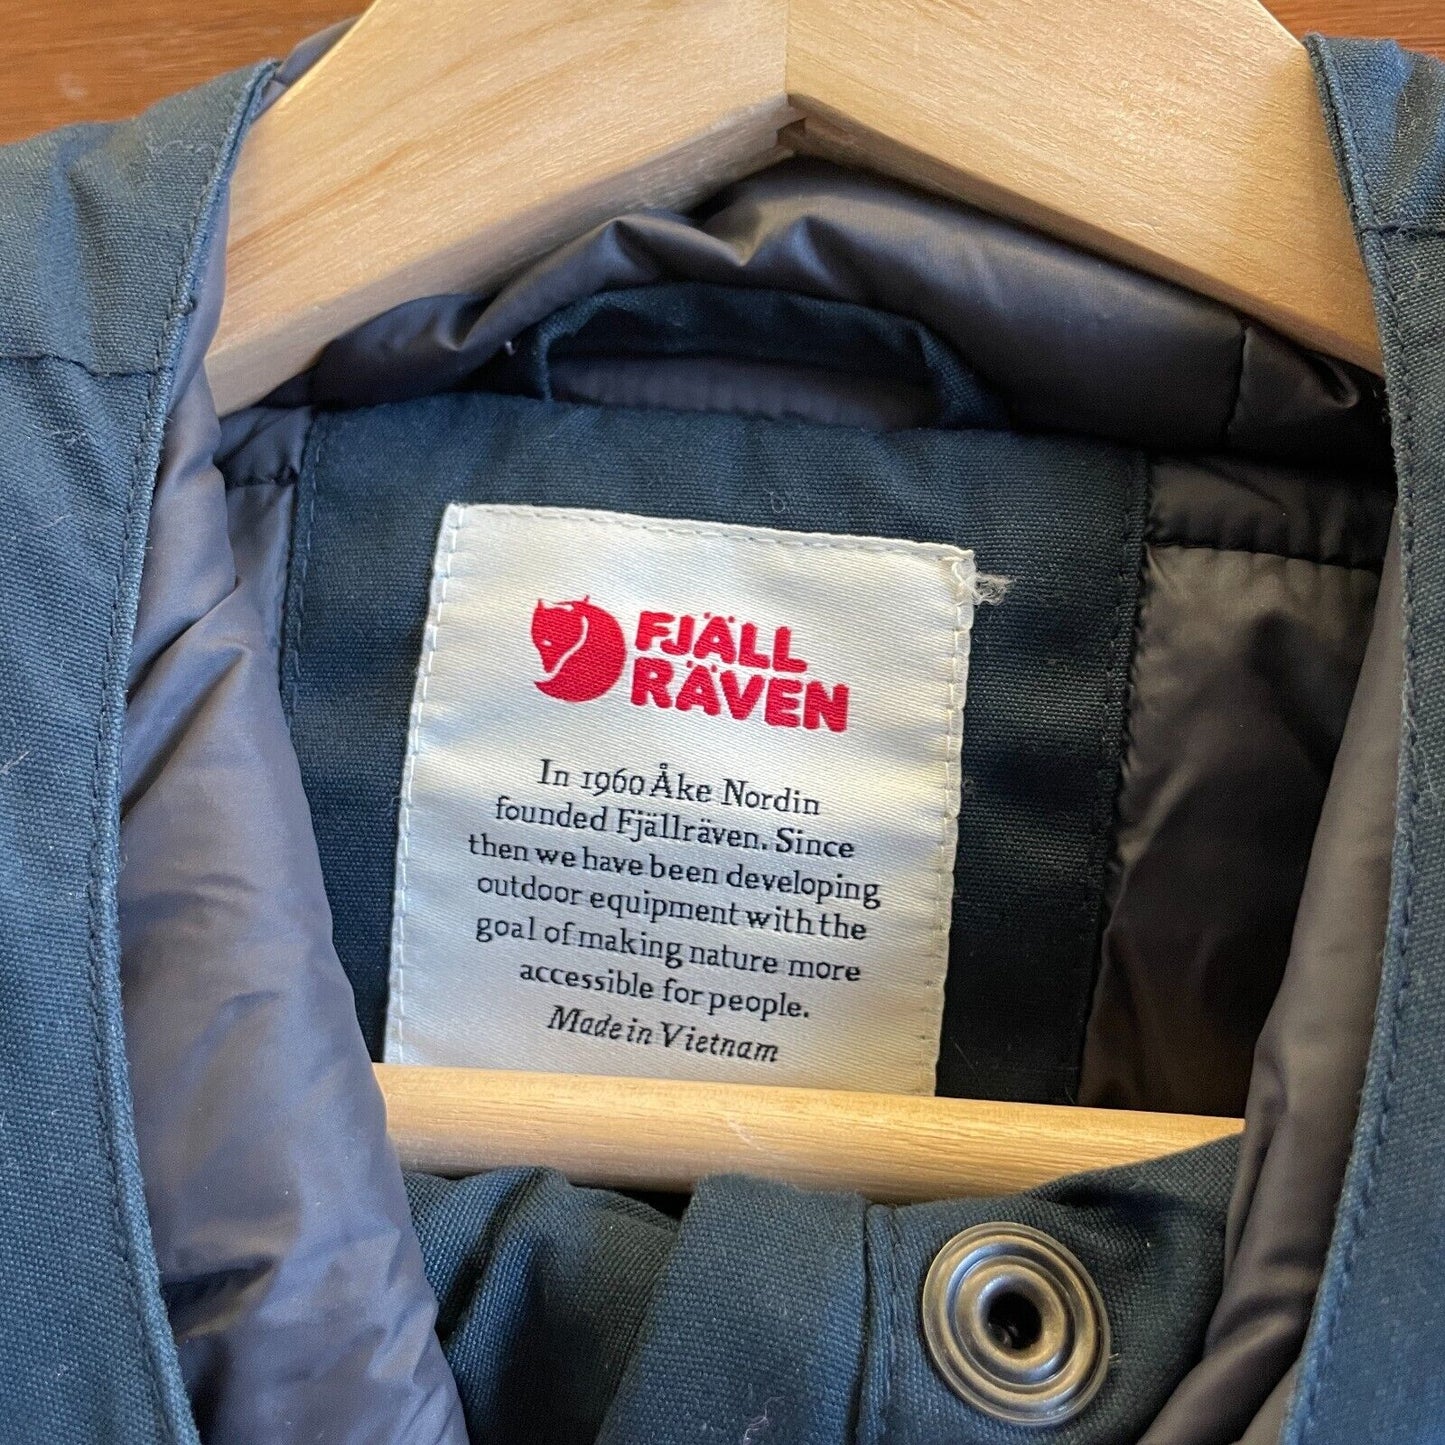 FJÄLL
RÄVEN
In 1960 Åke Nordin
founded Fjällräven. Since
then we have been developing
outdoor equipment with the
goal of making nature more
accessible for people.
Made in Vietnam